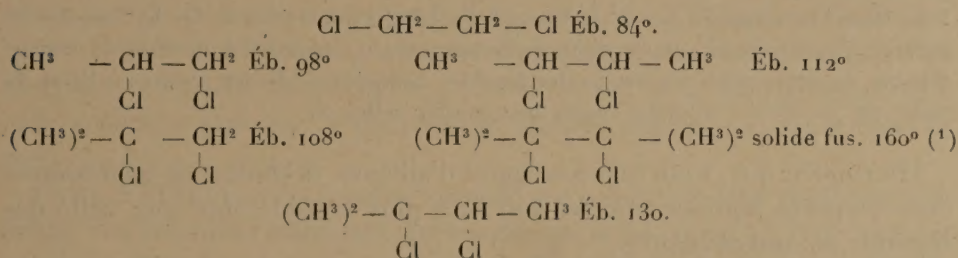 Cl — CH² — CH² — Cl Éb. 84°.
CH³ — CH — CH² Éb. 98° CH³ — CH — CH — CH³ Éb. 112°
Cl Cl Cl Cl
(CH³)² — C — CH² Éb. 108° (CH³)² — C — C — (CH³)² solide fus. 160° (¹)
Cl Cl Cl Cl
(CH³)² — C — CH — CH³ Éb. 130.
Cl Cl